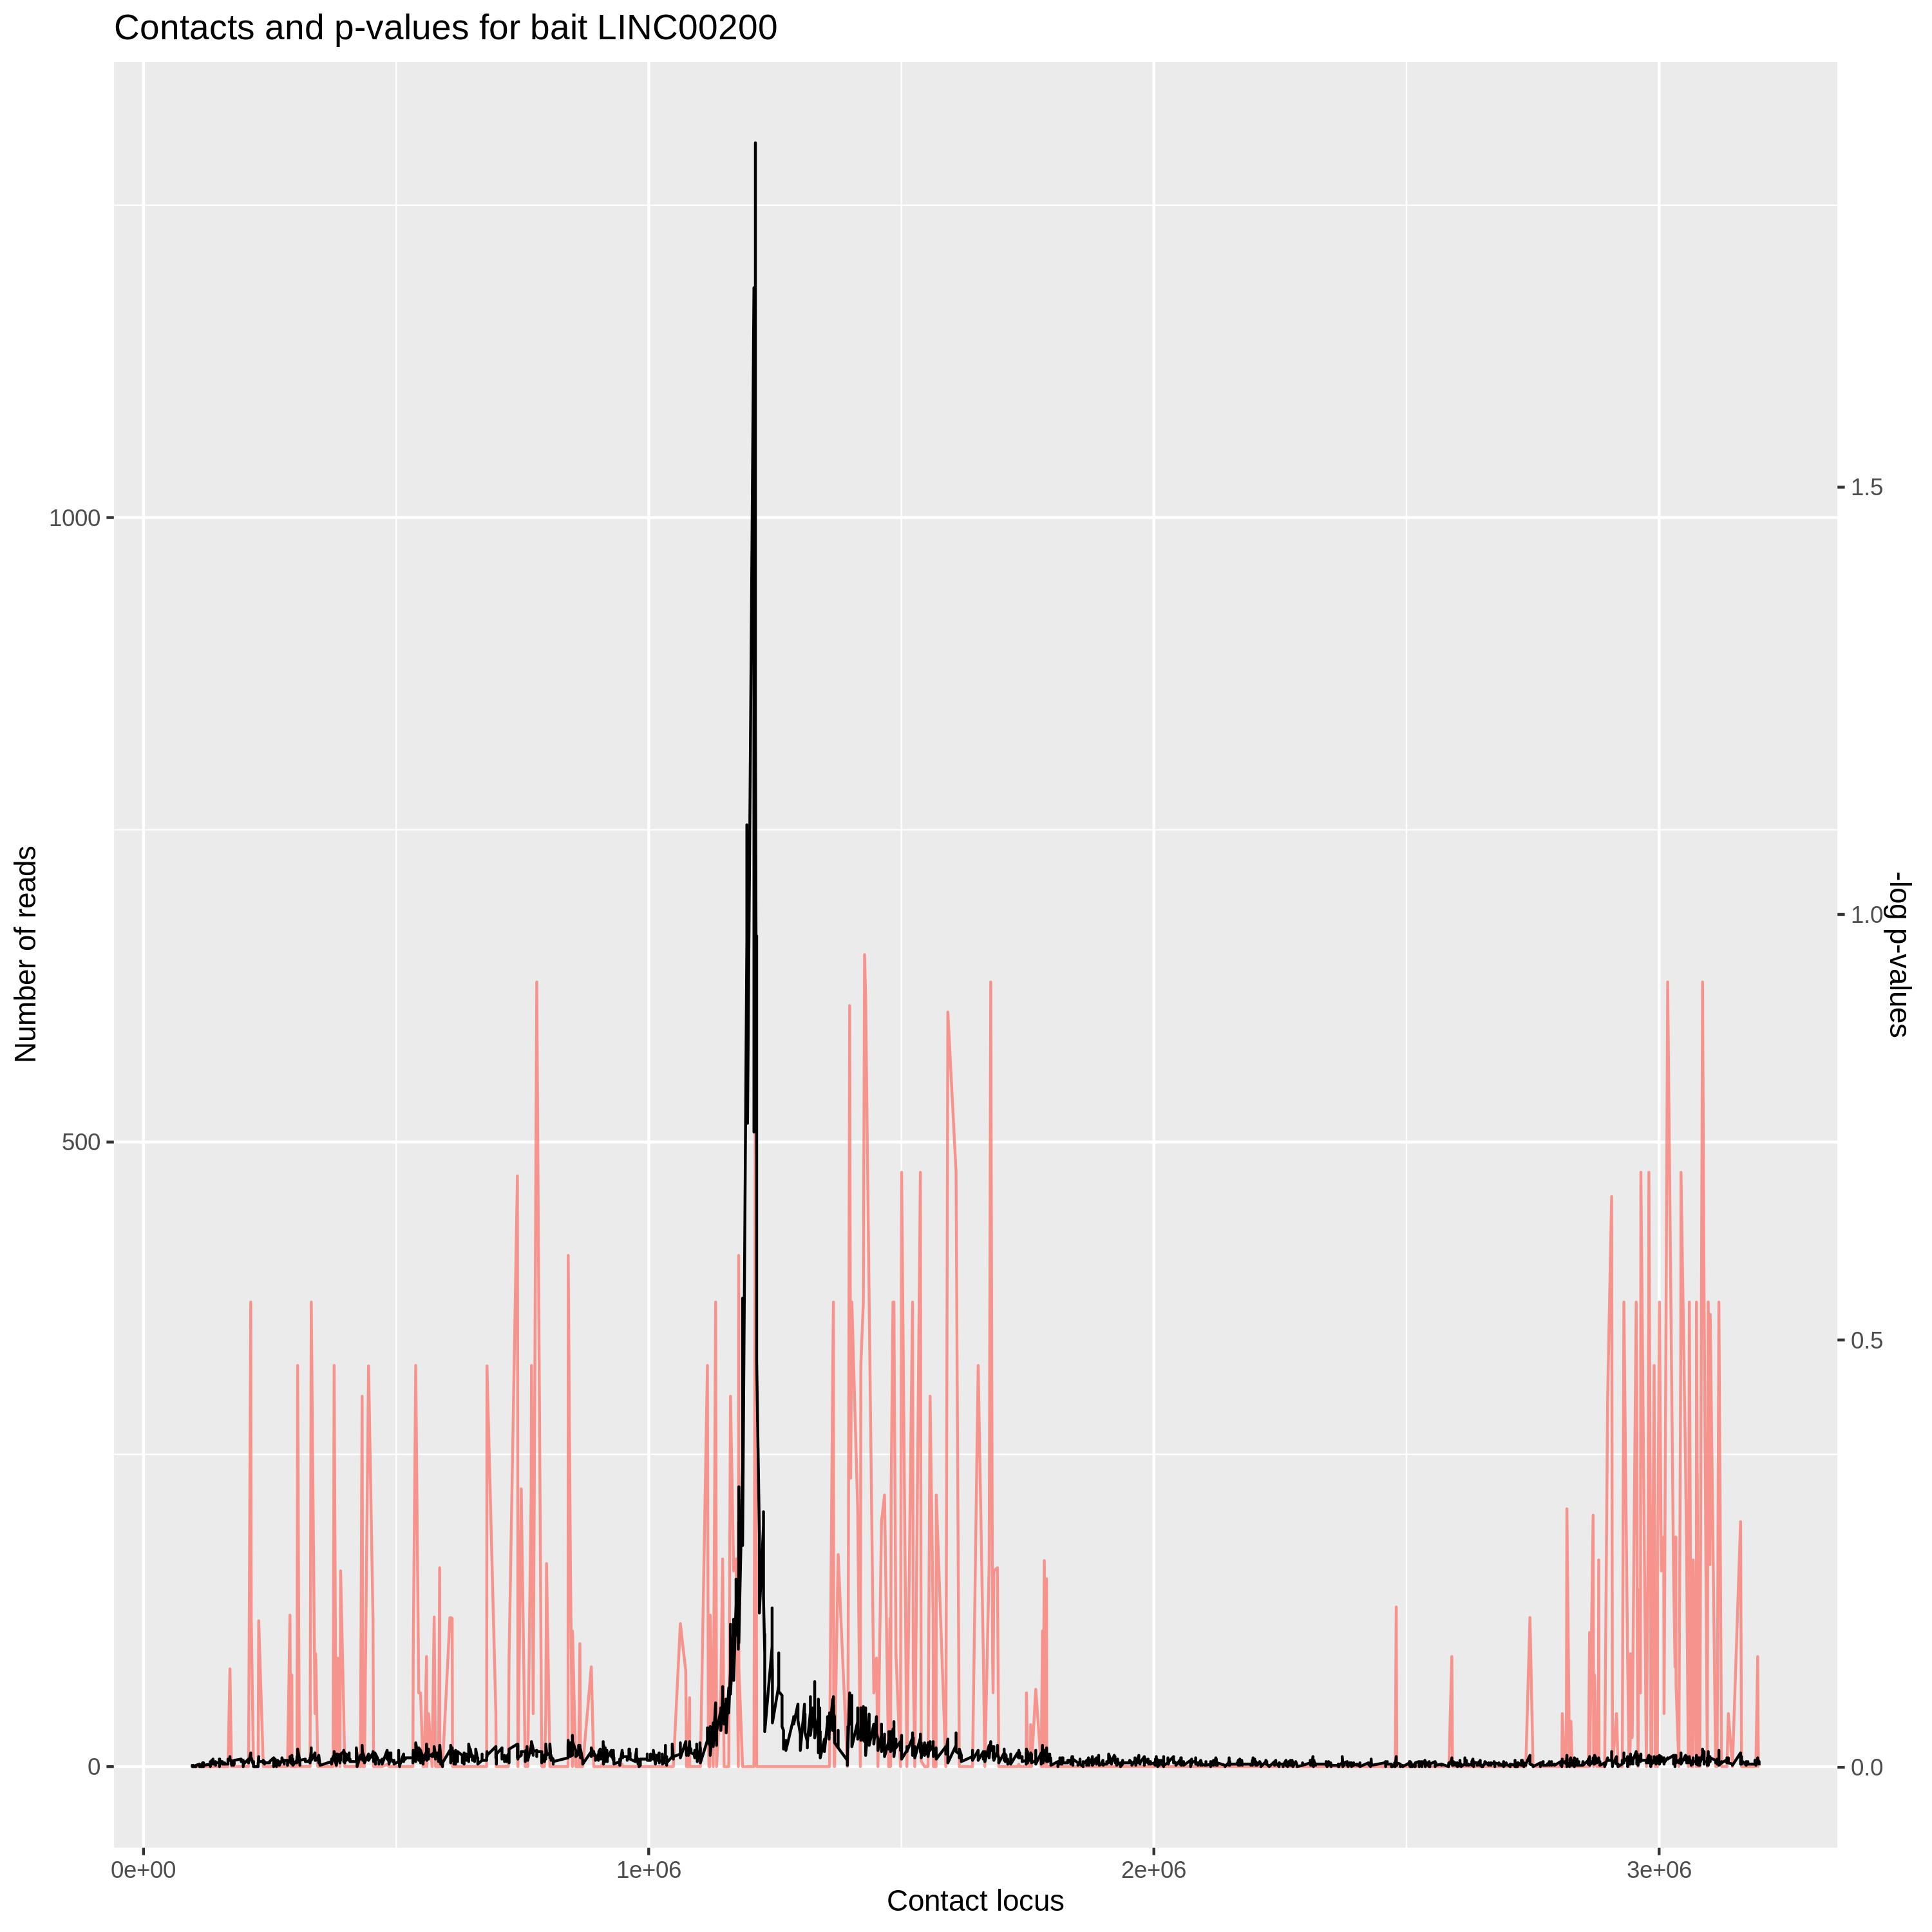 Contacts and p-values for bait LINC00200
Number of reads
1000
500
0
1.5
1.0
0.5
0.0
-log p-values
0e+00 1e+06 2e+06 3e+06
Contact locus